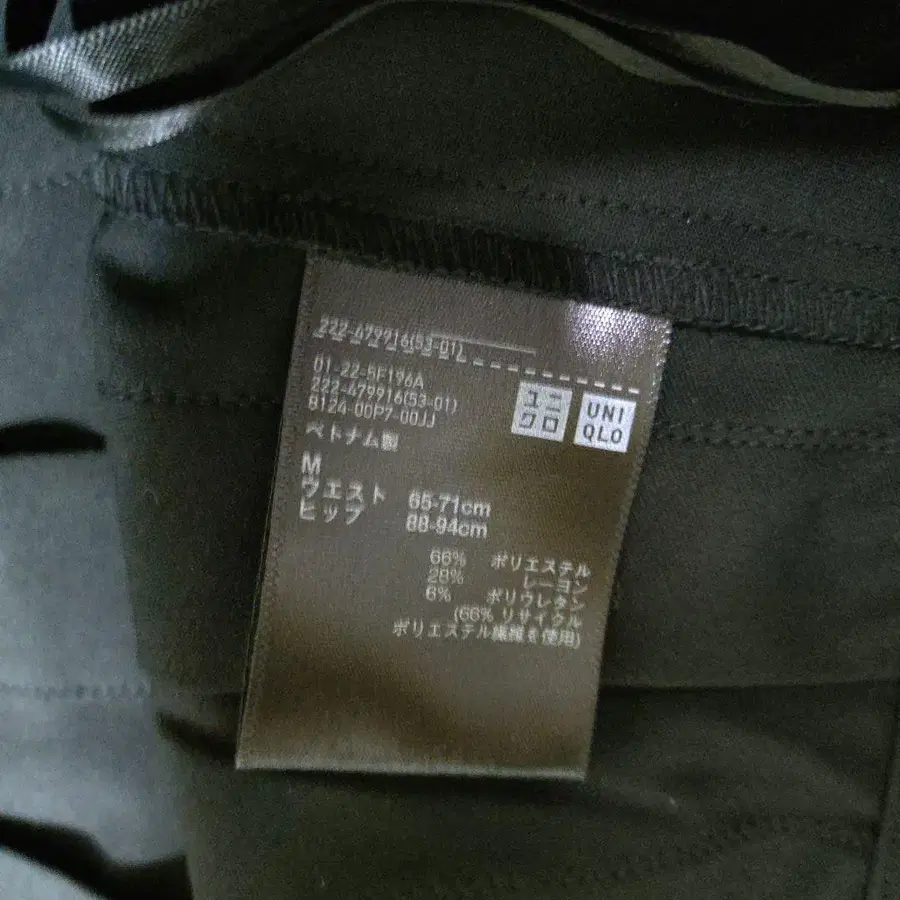 222-479916(53-01)
01-22-5F196A
222-479916(53-01)
8124-00P7-00JJ
ベトナム製
ユニ
クロ
UNI
QLO
M
ウエスト 65-71cm
ヒップ 88-94cm
66% ポリエステル
28% レーヨン
6% ポリウレタン
(66% リサイクル
ポリエステル繊維を使用)